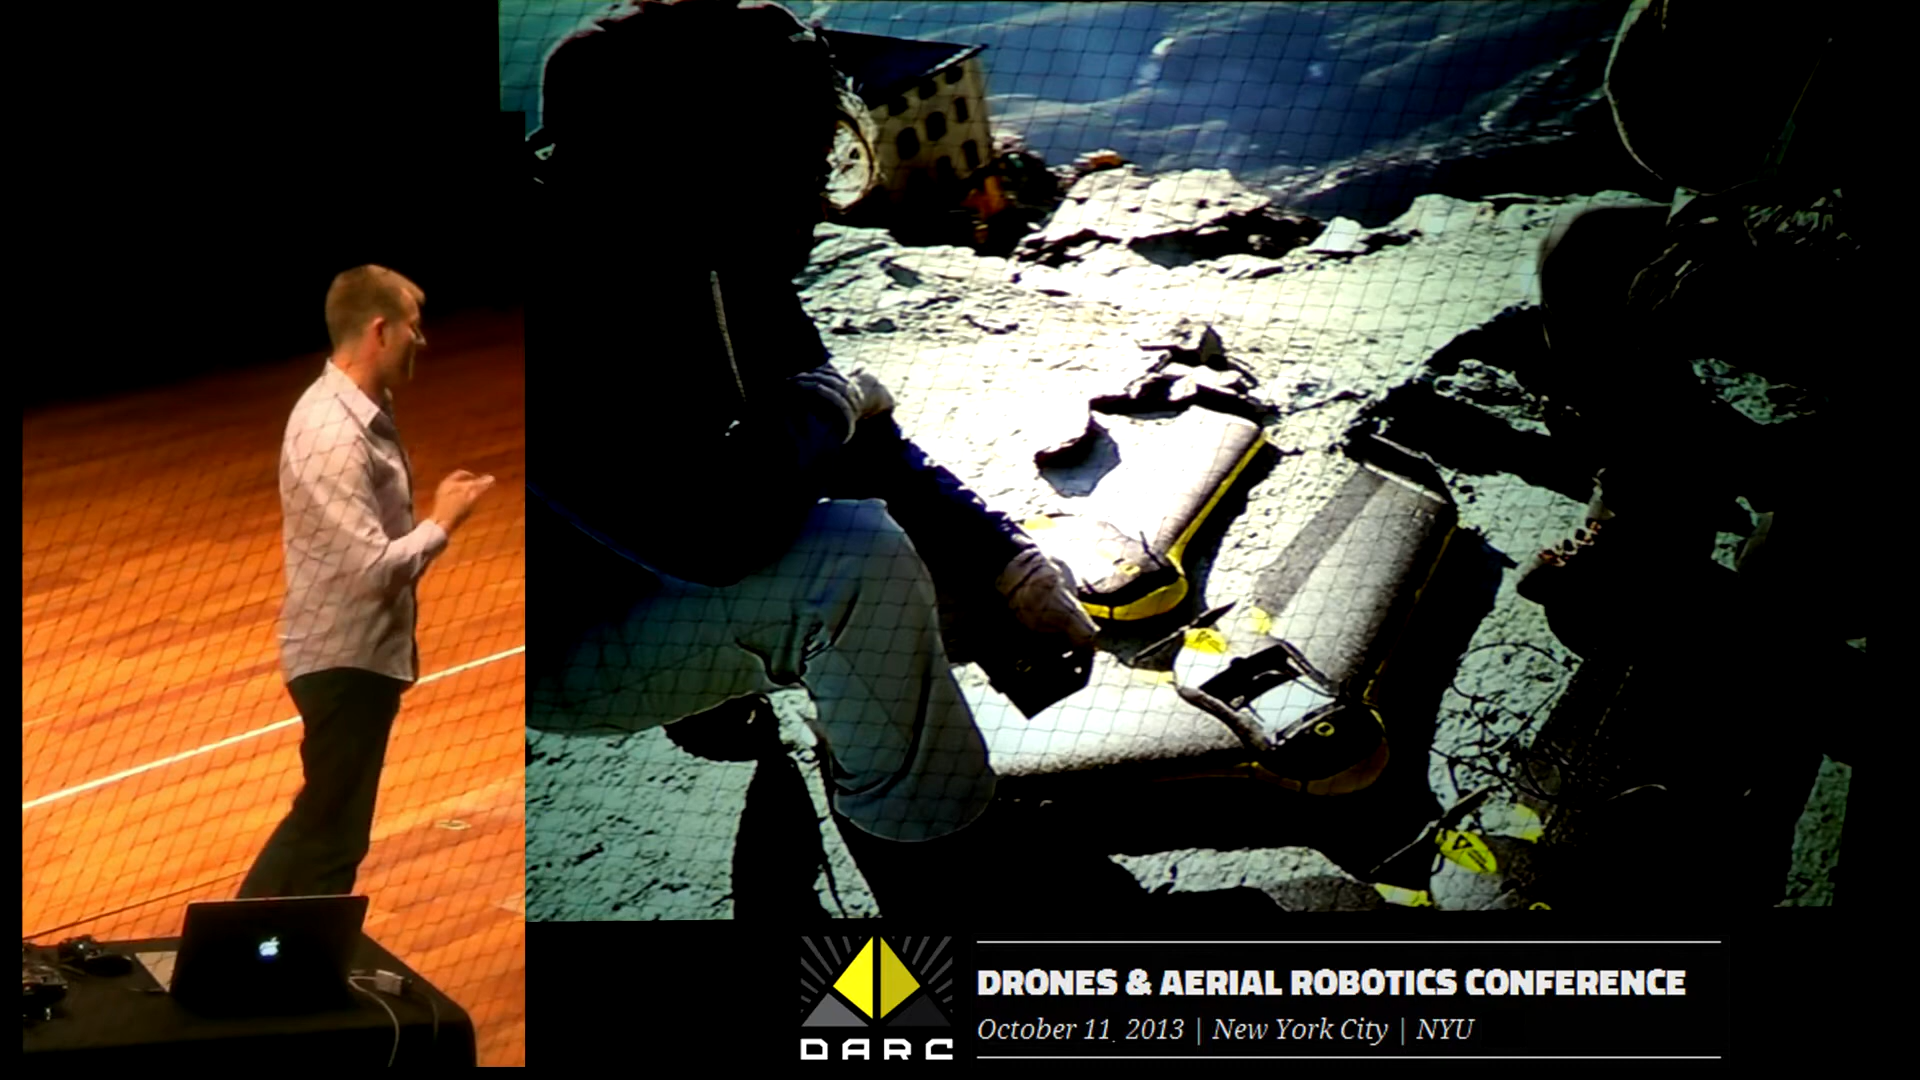 DRONES & AERIAL ROBOTICS CONFERENCE
October 11, 2013 | New York City | NYU
DARC